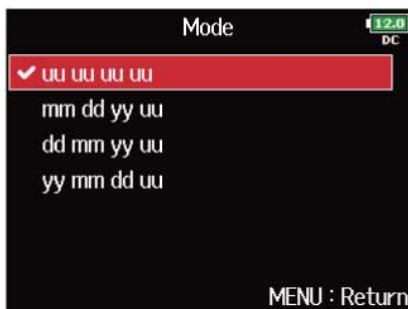 Mode
12.0
DC
✔ uu uu uu uu
mm dd yy uu
dd mm yy uu
yy mm dd uu
MENU : Return